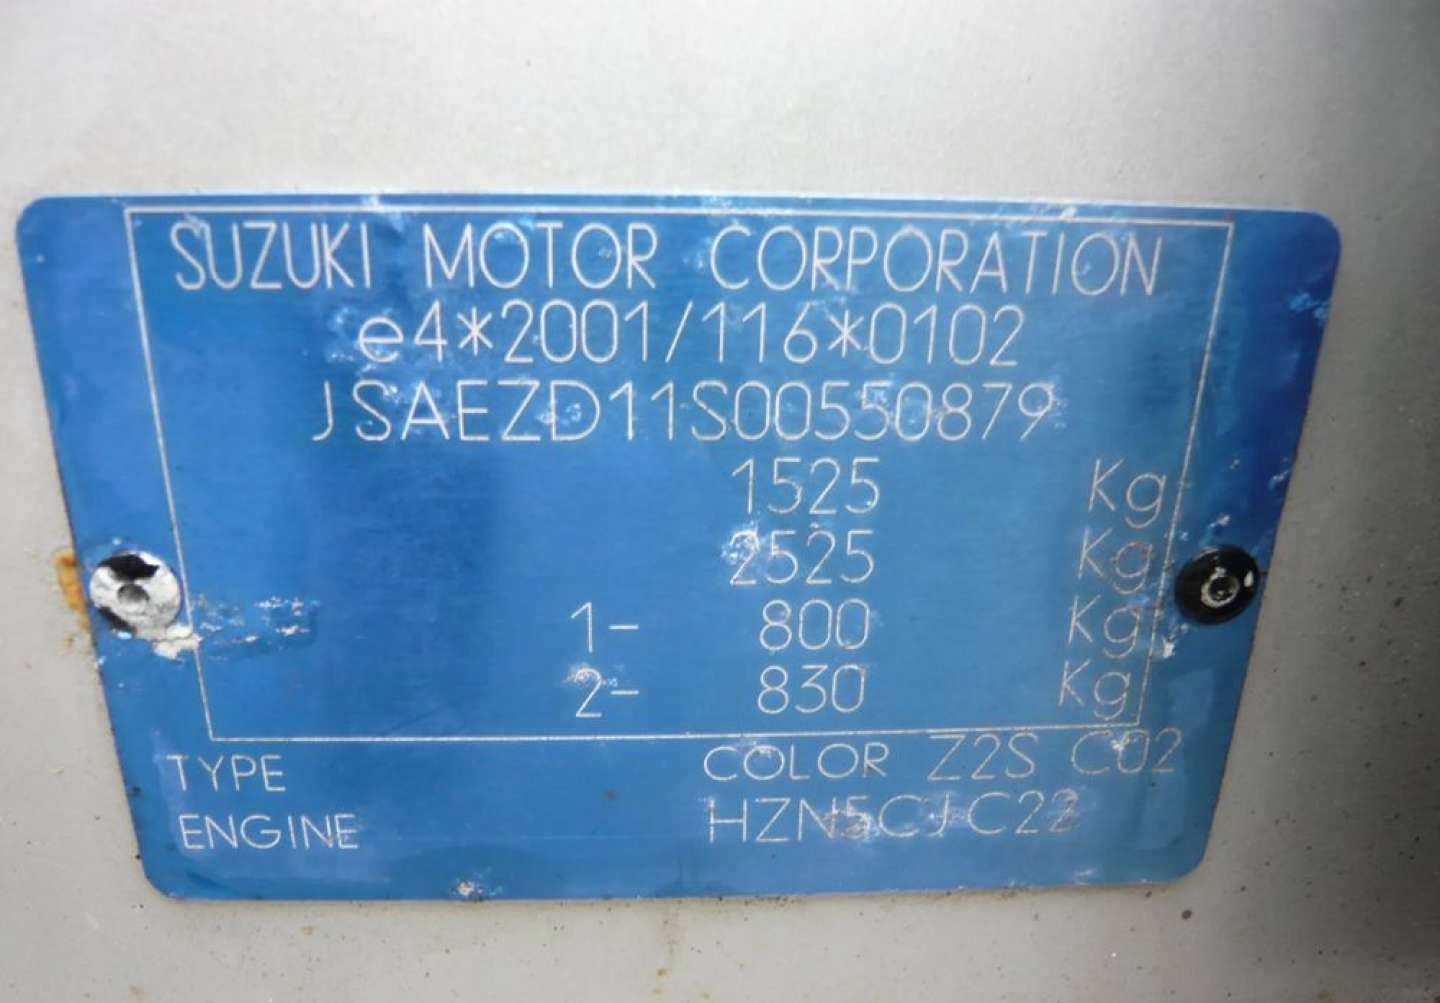 SUZUKI MOTOR CORPORATION
e4*2001/116*0102
JSAEZD11S00550879
1525 Kg
2525 Kg
1- 800 Kg
2- 830 Kg
TYPE COLOR Z2S C02
ENGINE HZN5CJC22